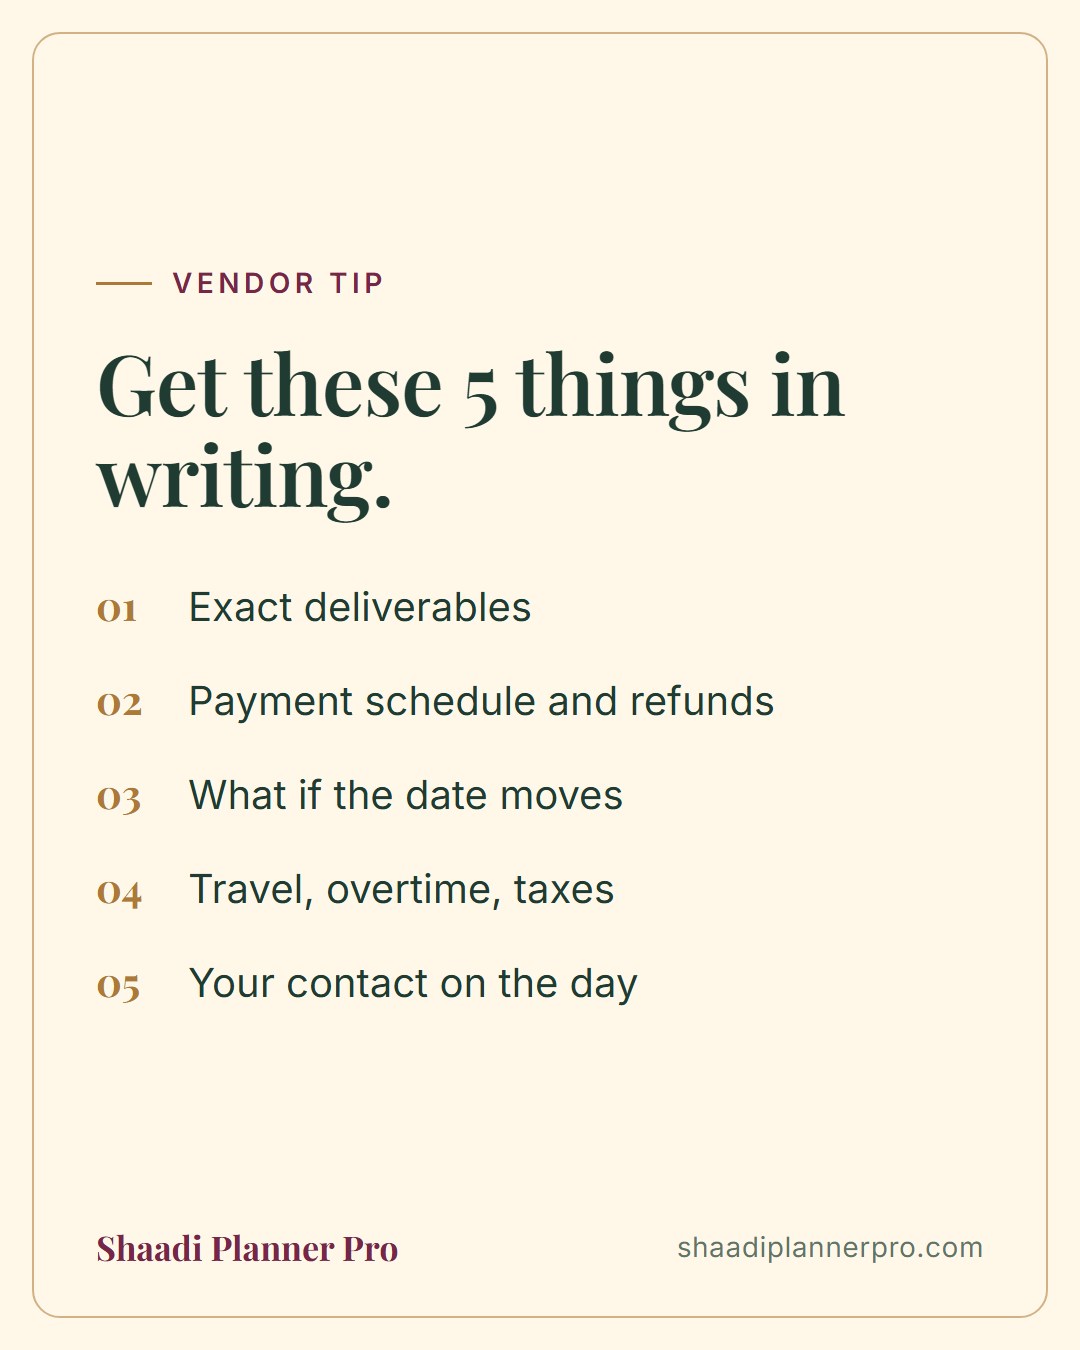 VENDOR TIP
Get these 5 things in
writing.
01 Exact deliverables
02 Payment schedule and refunds
03 What if the date moves
04 Travel, overtime, taxes
05 Your contact on the day
Shaadi Planner Pro
shaadiplannerpro.com